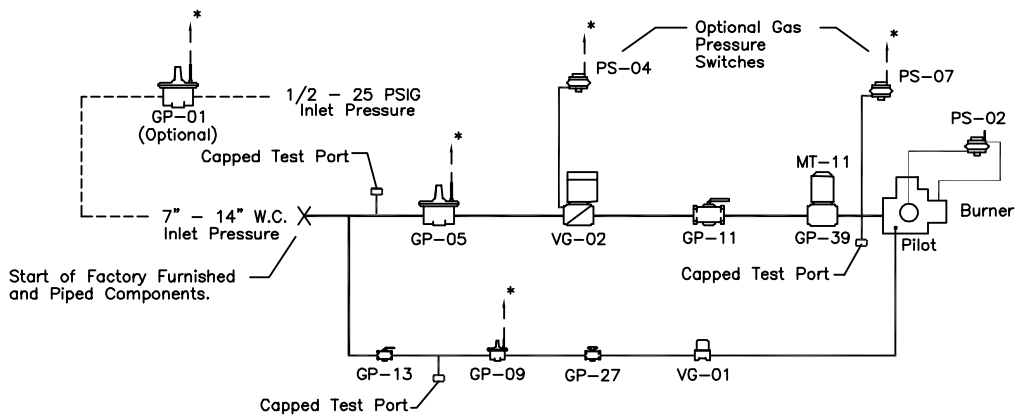 *
*
Optional Gas
Pressure
Switches
*
PS-04
PS-07
GP-01
(Optional)
1/2 - 25 PSIG
Inlet Pressure
PS-02
*
Capped Test Port
MT-11
7" - 14" W.C.
Inlet Pressure
GP-05
VG-02
GP-11
GP-39
Pilot
Burner
Start of Factory Furnished
and Piped Components.
Capped Test Port
*
GP-13
GP-09
GP-27
VG-01
Capped Test Port